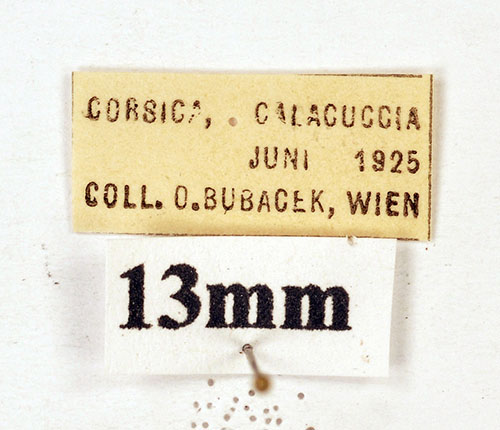 CORSICA, CALACUCCIA
JUNI 1925
COLL. O.BUBACEK, WIEN
13mm